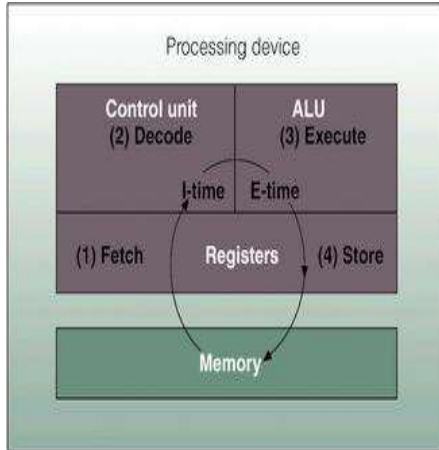 Processing device
Control unit ALU
(2) Decode (3) Execute
I-time E-time
(1) Fetch Registers (4) Store
Memory